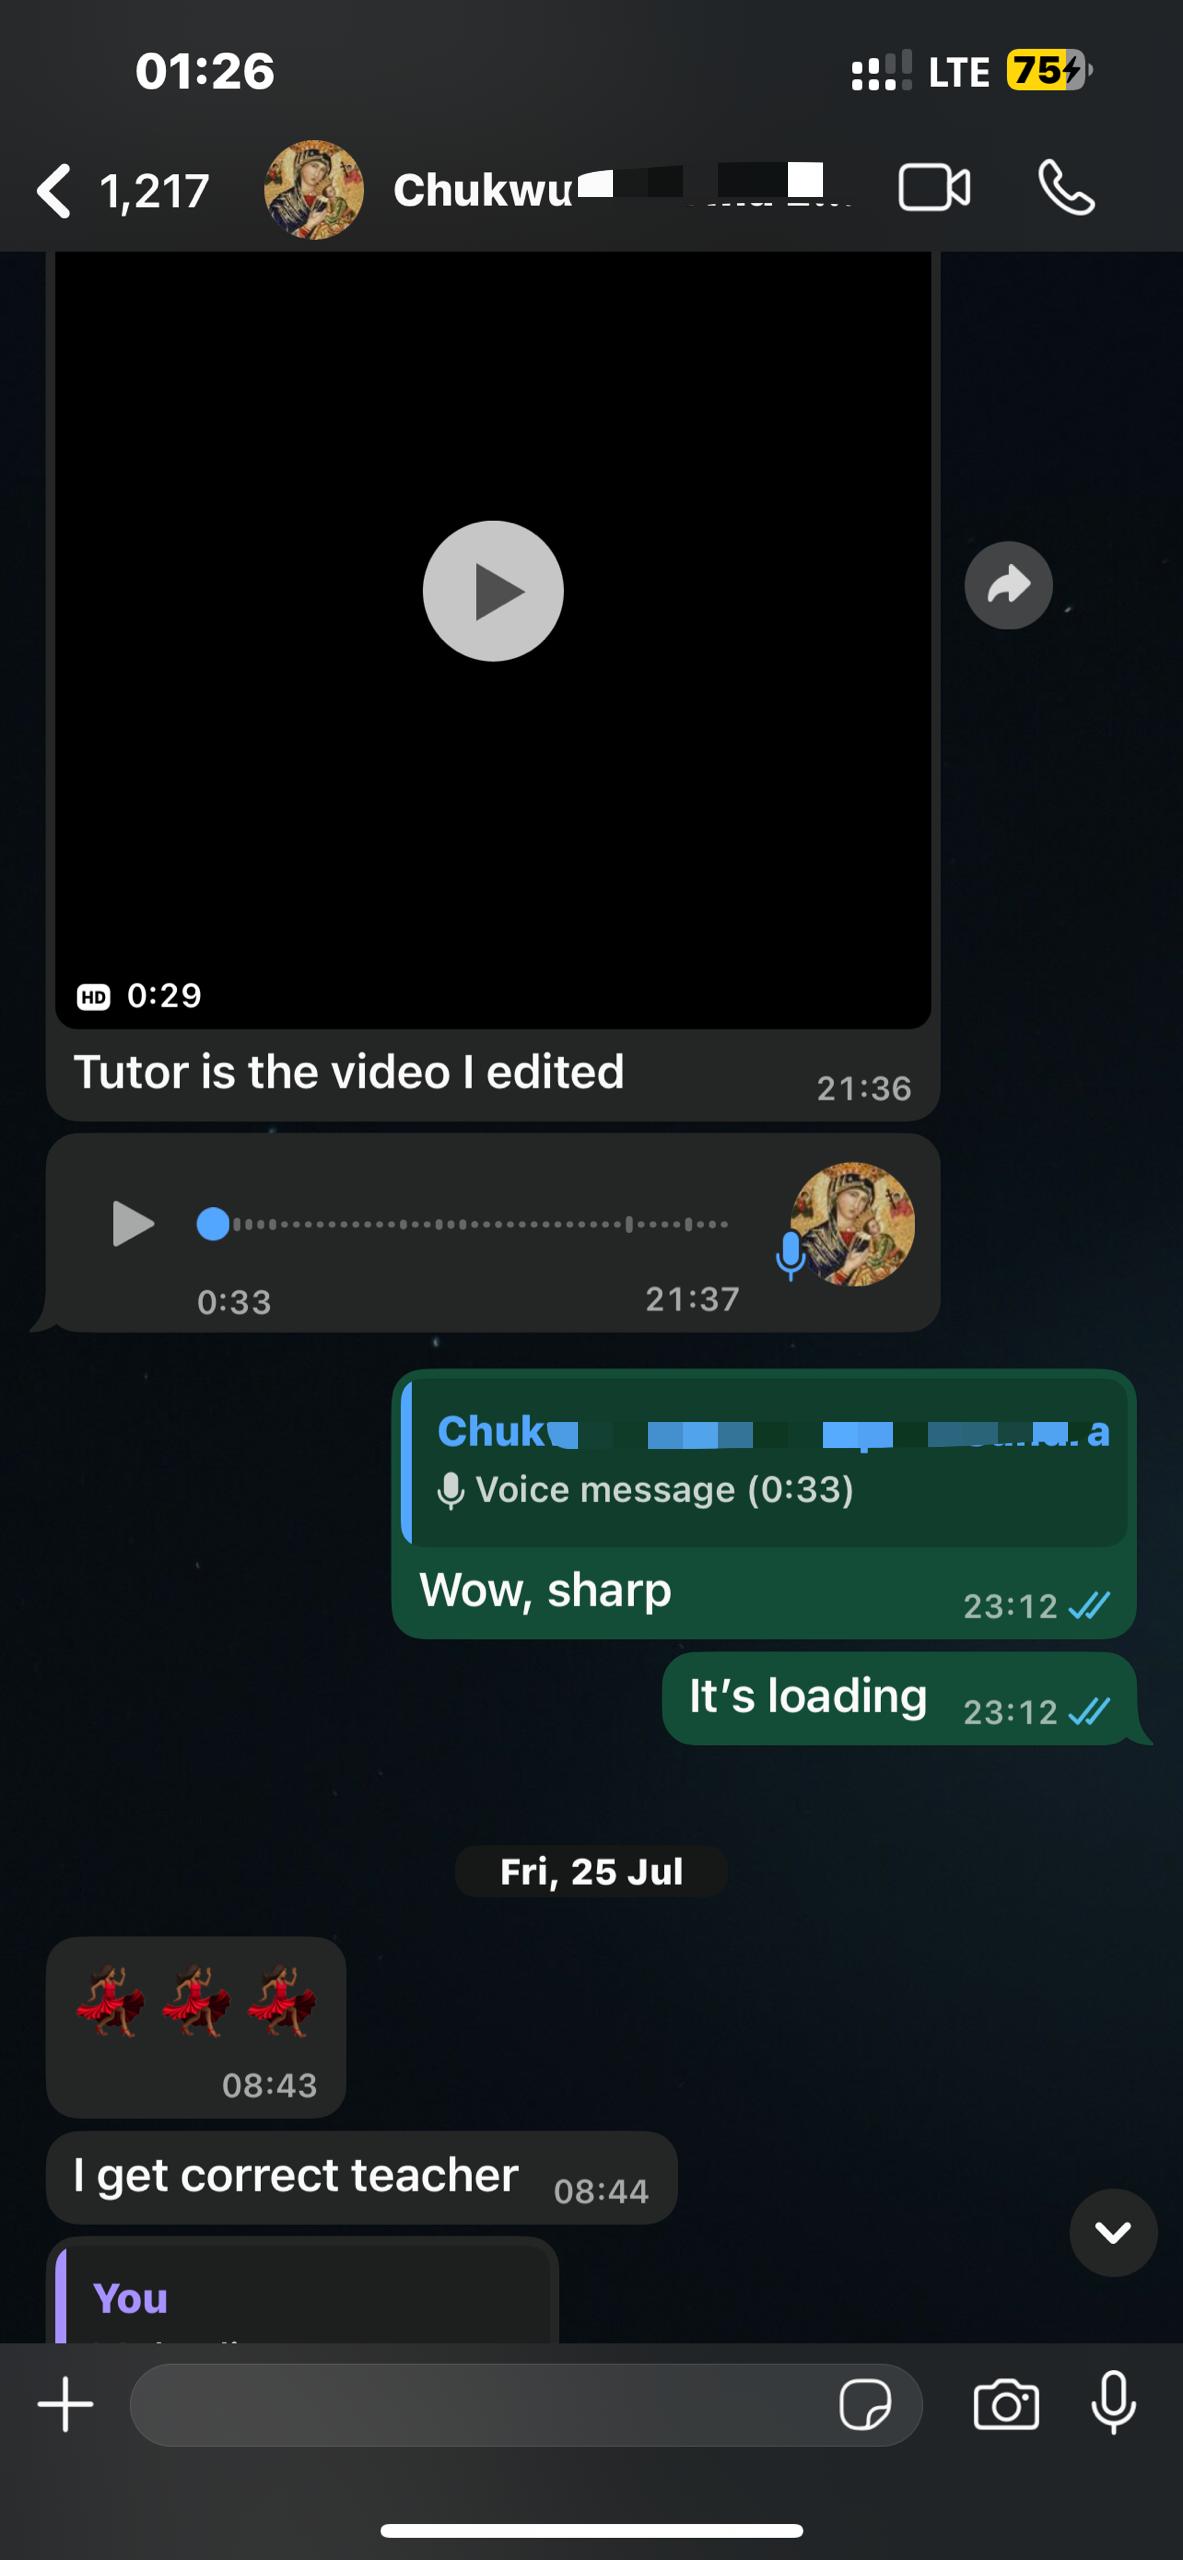 01:26
LTE 75
1,217
Chukwu
HD 0:29
Tutor is the video I edited
21:36
0:33
21:37
Chuk
Voice message (0:33)
Wow, sharp
23:12
It’s loading
23:12
Fri, 25 Jul
💃🏾💃🏾💃🏾
08:43
I get correct teacher
08:44
You